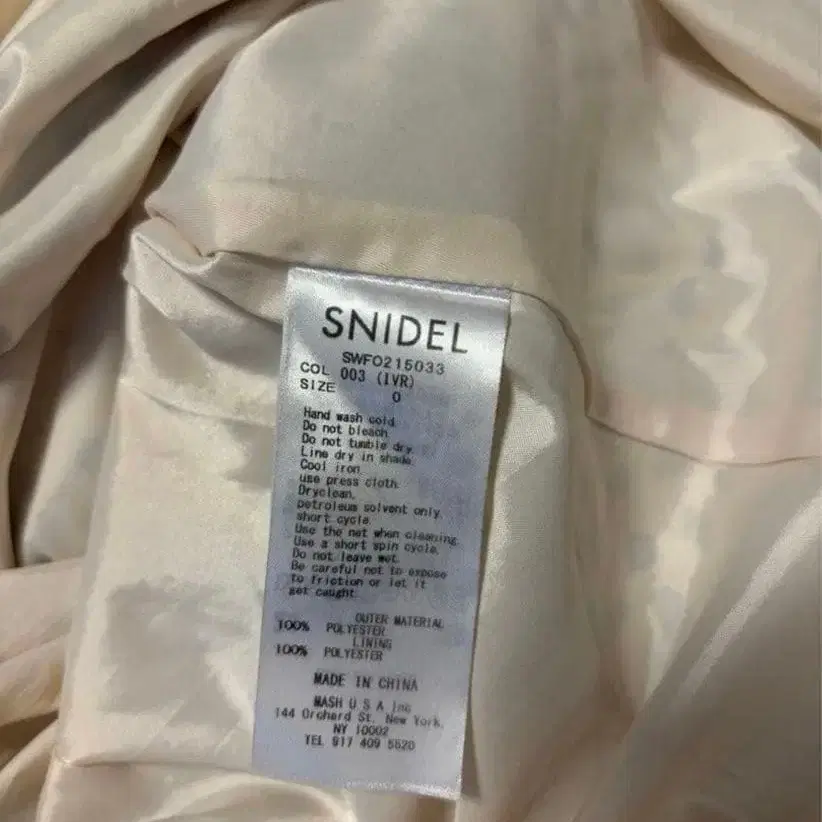 SNIDEL
SWFO215033
COL 003 (IVR)
SIZE 0
Hand wash cold.
Do not bleach.
Do not tumble dry.
Line dry in shade.
Cool iron.
use press cloth.
Dryclean,
petroleum solvent only,
short cycle.
Use the net when cleaning.
Use a short spin cycle.
Do not leave wet.
Be careful not to expose
to friction or let it
get caught.
OUTER MATERIAL
100% POLYESTER
LINING
100% POLYESTER
MADE IN CHINA
MASH U S A Inc
144 Orchard St. New York,
NY 10002
TEL 917 409 5520